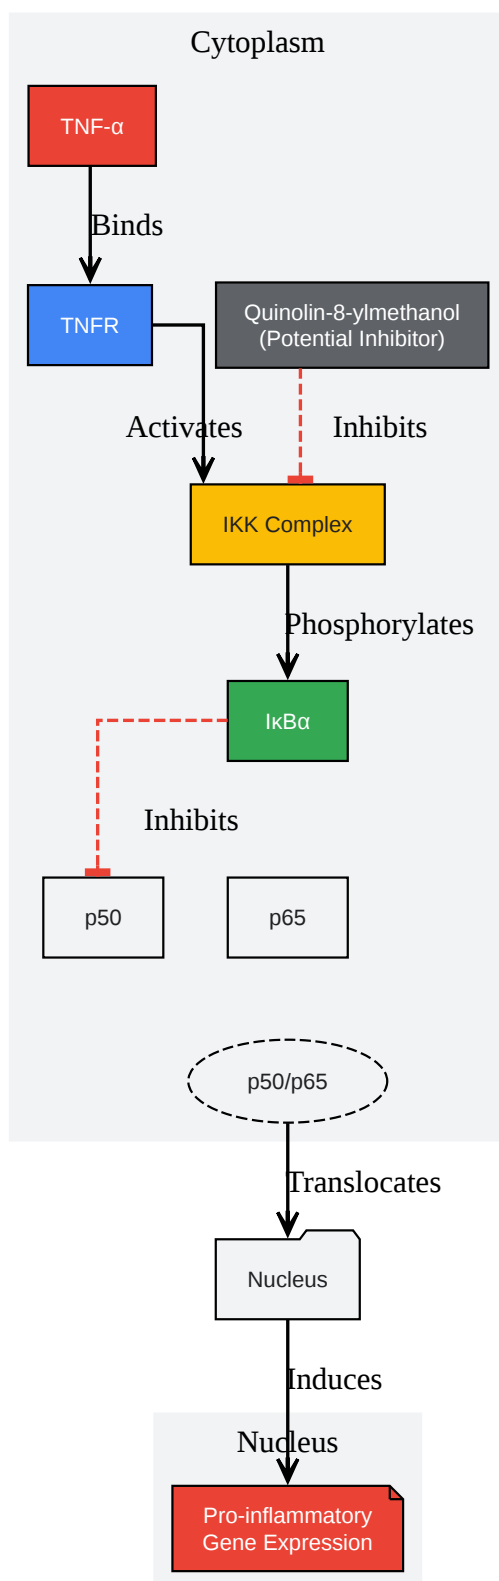 Cytoplasm
TNF-α
Binds
TNFR
Quinolin-8-ylmethanol
(Potential Inhibitor)
Activates
Inhibits
IKK Complex
Phosphorylates
IκBα
Inhibits
p50
p65
p50/p65
Translocates
Nucleus
Induces
Nucleus
Pro-inflammatory
Gene Expression